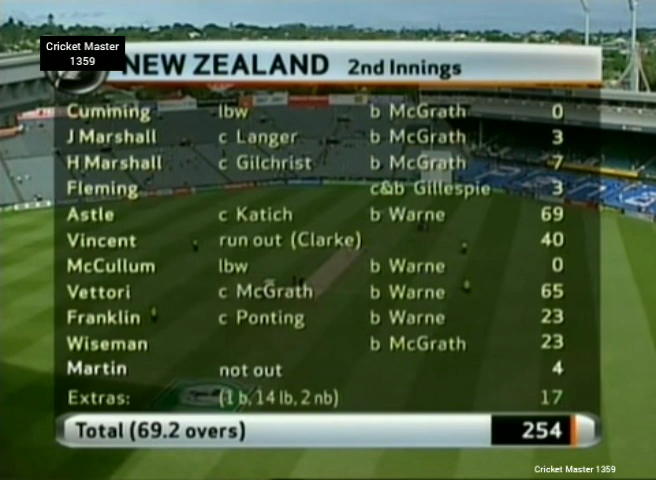 Cricket Master
1359
NEW ZEALAND 2nd Innings
Cumming lbw b McGrath 0
J Marshall c Langer b McGrath 3
H Marshall c Gilchrist b McGrath 7
Fleming c&b Gillespie 3
Astle c Katich b Warne 69
Vincent run out (Clarke) 40
McCullum lbw b Warne 0
Vettori c McGrath b Warne 65
Franklin c Ponting b Warne 23
Wiseman b McGrath 23
Martin not out 4
Extras: (1 b, 14 lb, 2 nb) 17
Total (69.2 overs) 254
Cricket Master 1359